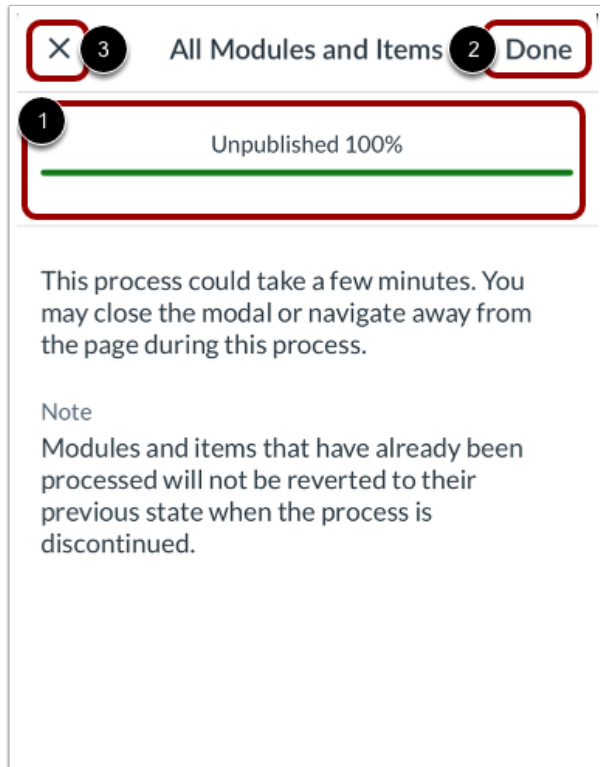 3 All Modules and Items 2 Done
1
Unpublished 100%
This process could take a few minutes. You
may close the modal or navigate away from
the page during this process.
Note
Modules and items that have already been
processed will not be reverted to their
previous state when the process is
discontinued.